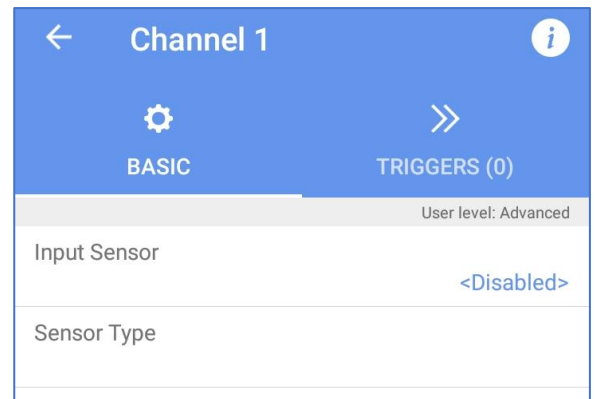 Channel 1
i
BASIC
TRIGGERS (0)
User level: Advanced
Input Sensor
<Disabled>
Sensor Type